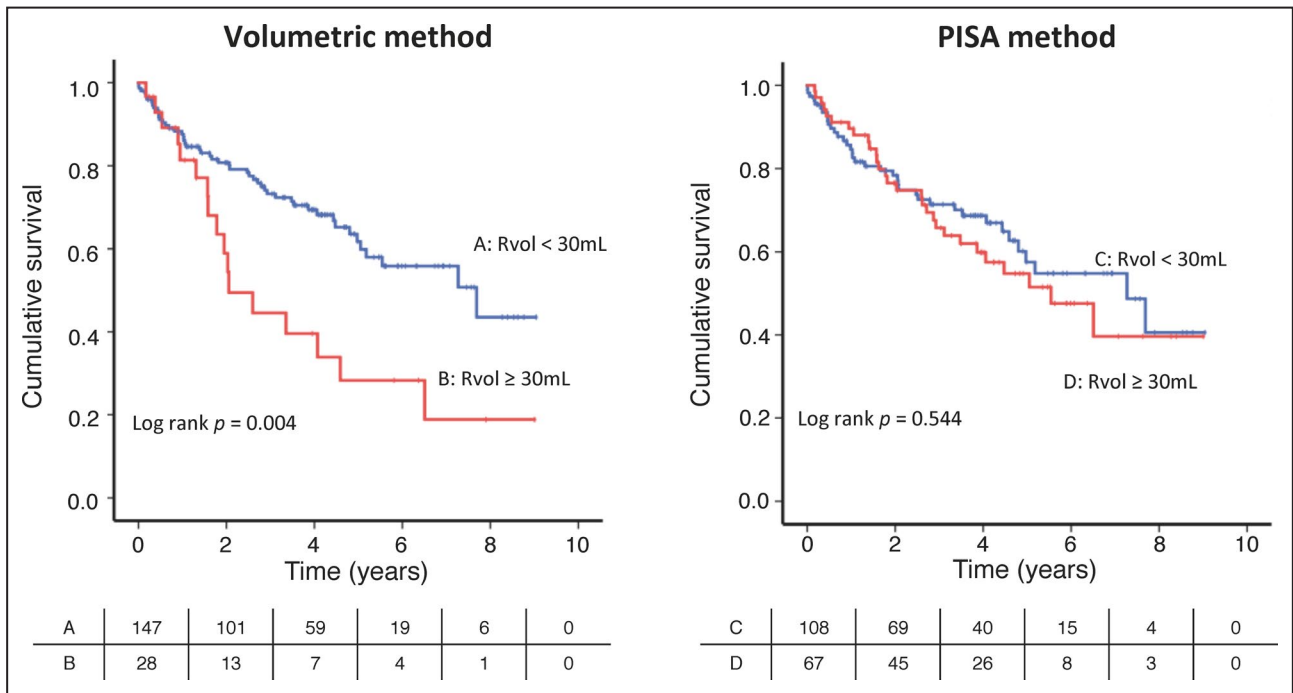 Volumetric method
Cumulative survival
1.0
0.8
0.6
0.4
0.2
0.0
A: Rvol < 30mL
B: Rvol ≥ 30mL
Log rank p = 0.004
0 2 4 6 8 10
Time (years)
A 147 101 59 19 6 0
B 28 13 7 4 1 0
PISA method
Cumulative survival
1.0
0.8
0.6
0.4
0.2
0.0
C: Rvol < 30mL
D: Rvol ≥ 30mL
Log rank p = 0.544
0 2 4 6 8 10
Time (years)
C 108 69 40 15 4 0
D 67 45 26 8 3 0